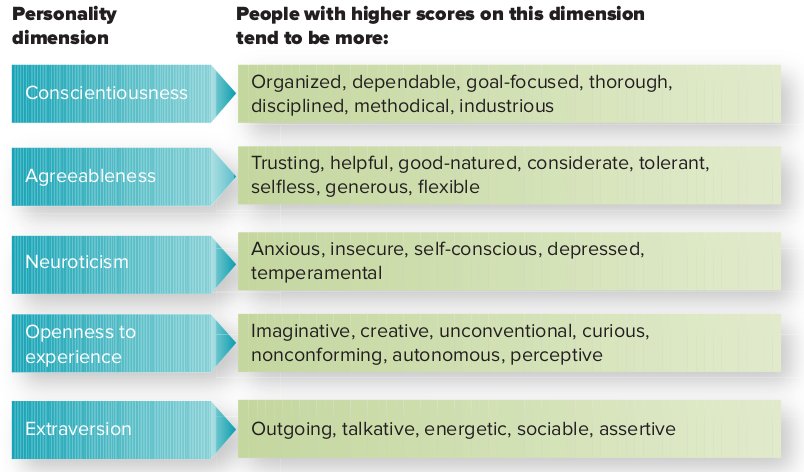 Personality
dimension
People with higher scores on this dimension
tend to be more:
Conscientiousness
Organized, dependable, goal-focused, thorough,
disciplined, methodical, industrious
Agreeableness
Trusting, helpful, good-natured, considerate, tolerant,
selfless, generous, flexible
Neuroticism
Anxious, insecure, self-conscious, depressed,
temperamental
Openness to
experience
Imaginative, creative, unconventional, curious,
nonconforming, autonomous, perceptive
Extraversion
Outgoing, talkative, energetic, sociable, assertive